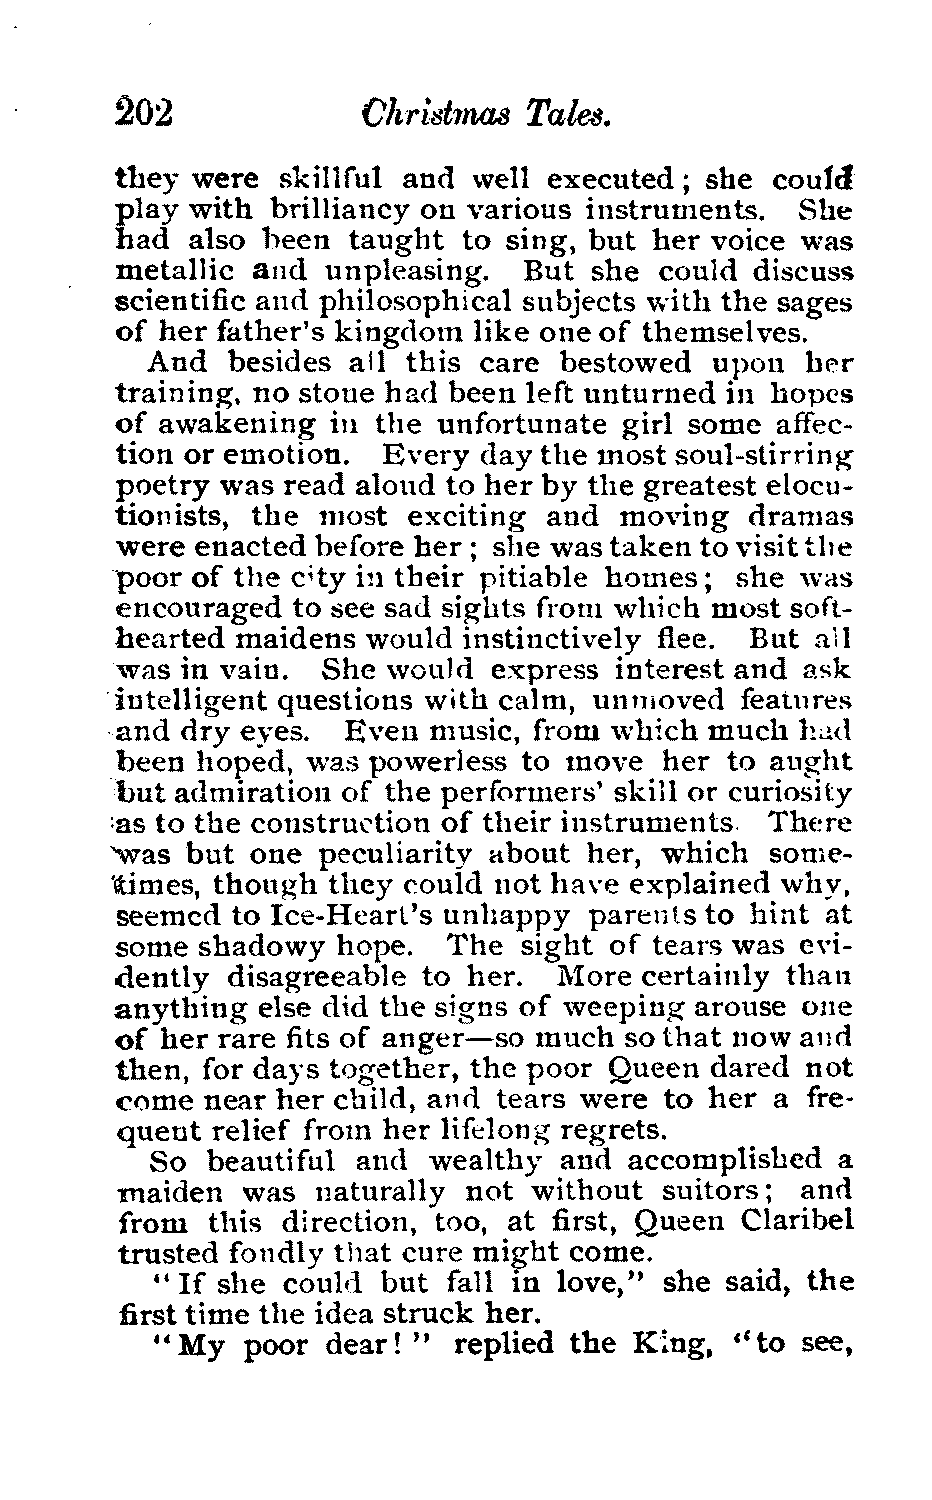 202 Christmas Tales.
they were skillful and well executed; she could
play with brilliancy on various instruments. She
had also been taught to sing, but her voice was
metallic and unpleasing. But she could discuss
scientific and philosophical subjects with the sages
of her father's kingdom like one of themselves.
And besides all this care bestowed upon her
training, no stone had been left unturned in hopes
of awakening in the unfortunate girl some affec-
tion or emotion. Every day the most soul-stirring
poetry was read aloud to her by the greatest elocu-
tionists, the most exciting and moving dramas
were enacted before her; she was taken to visit the
poor of the city in their pitiable homes; she was
encouraged to see sad sights from which most soft-
hearted maidens would instinctively flee. But all
was in vain. She would express interest and ask
intelligent questions with calm, unmoved features
and dry eyes. Even music, from which much had
been hoped, was powerless to move her to aught
but admiration of the performers' skill or curiosity
as to the construction of their instruments. There
was but one peculiarity about her, which some-
times, though they could not have explained why,
seemed to Ice-Heart's unhappy parents to hint at
some shadowy hope. The sight of tears was evi-
dently disagreeable to her. More certainly than
anything else did the signs of weeping arouse one
of her rare fits of anger—so much so that now and
then, for days together, the poor Queen dared not
come near her child, and tears were to her a fre-
quent relief from her lifelong regrets.
So beautiful and wealthy and accomplished a
maiden was naturally not without suitors; and
from this direction, too, at first, Queen Claribel
trusted fondly that cure might come.
"If she could but fall in love," she said, the
first time the idea struck her.
"My poor dear!" replied the King, "to see,